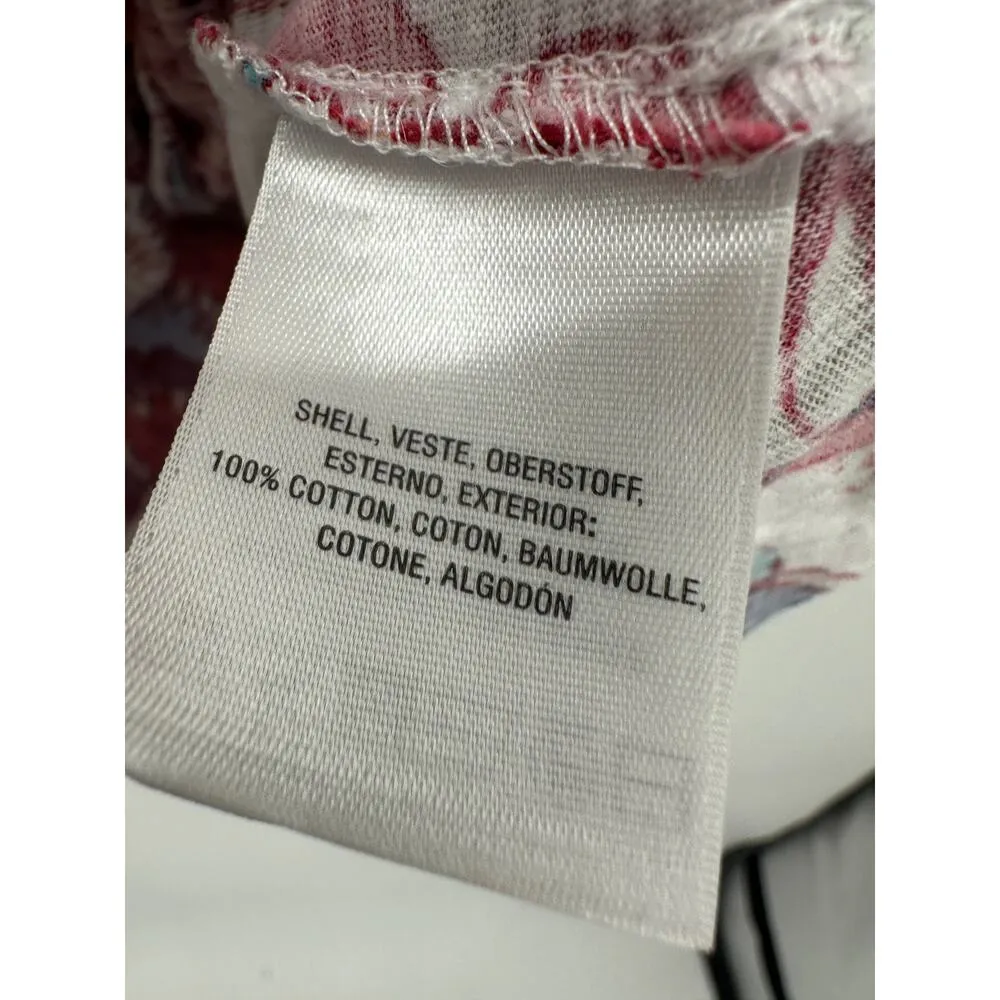 SHELL, VESTE, OBERSTOFF,
ESTERNO, EXTERIOR:
100% COTTON, COTON, BAUMWOLLE,
COTONE, ALGODÓN